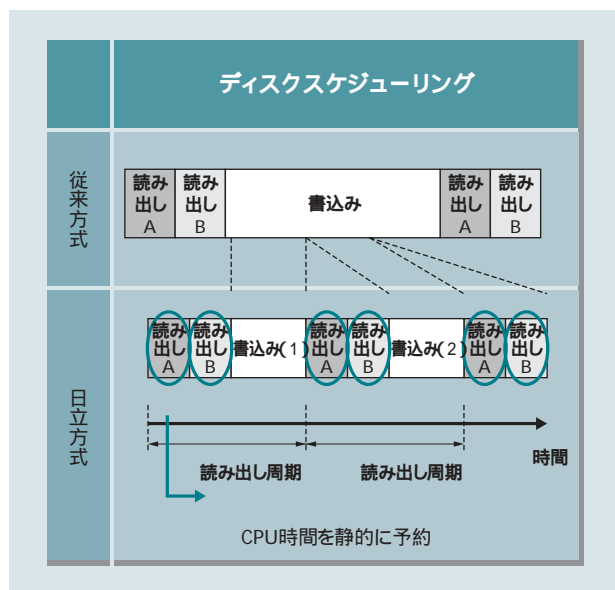 ディスクスケジューリング
従来方式
読み
出し
A
読み
出し
B
書込み
読み
出し
A
読み
出し
B
日立方式
読み
出し
A
読み
出し
B
書込み(1)
読み
出し
A
読み
出し
B
書込み(2)
読み
出し
A
読み
出し
B
時間
読み出し周期
読み出し周期
CPU時間を静的に予約